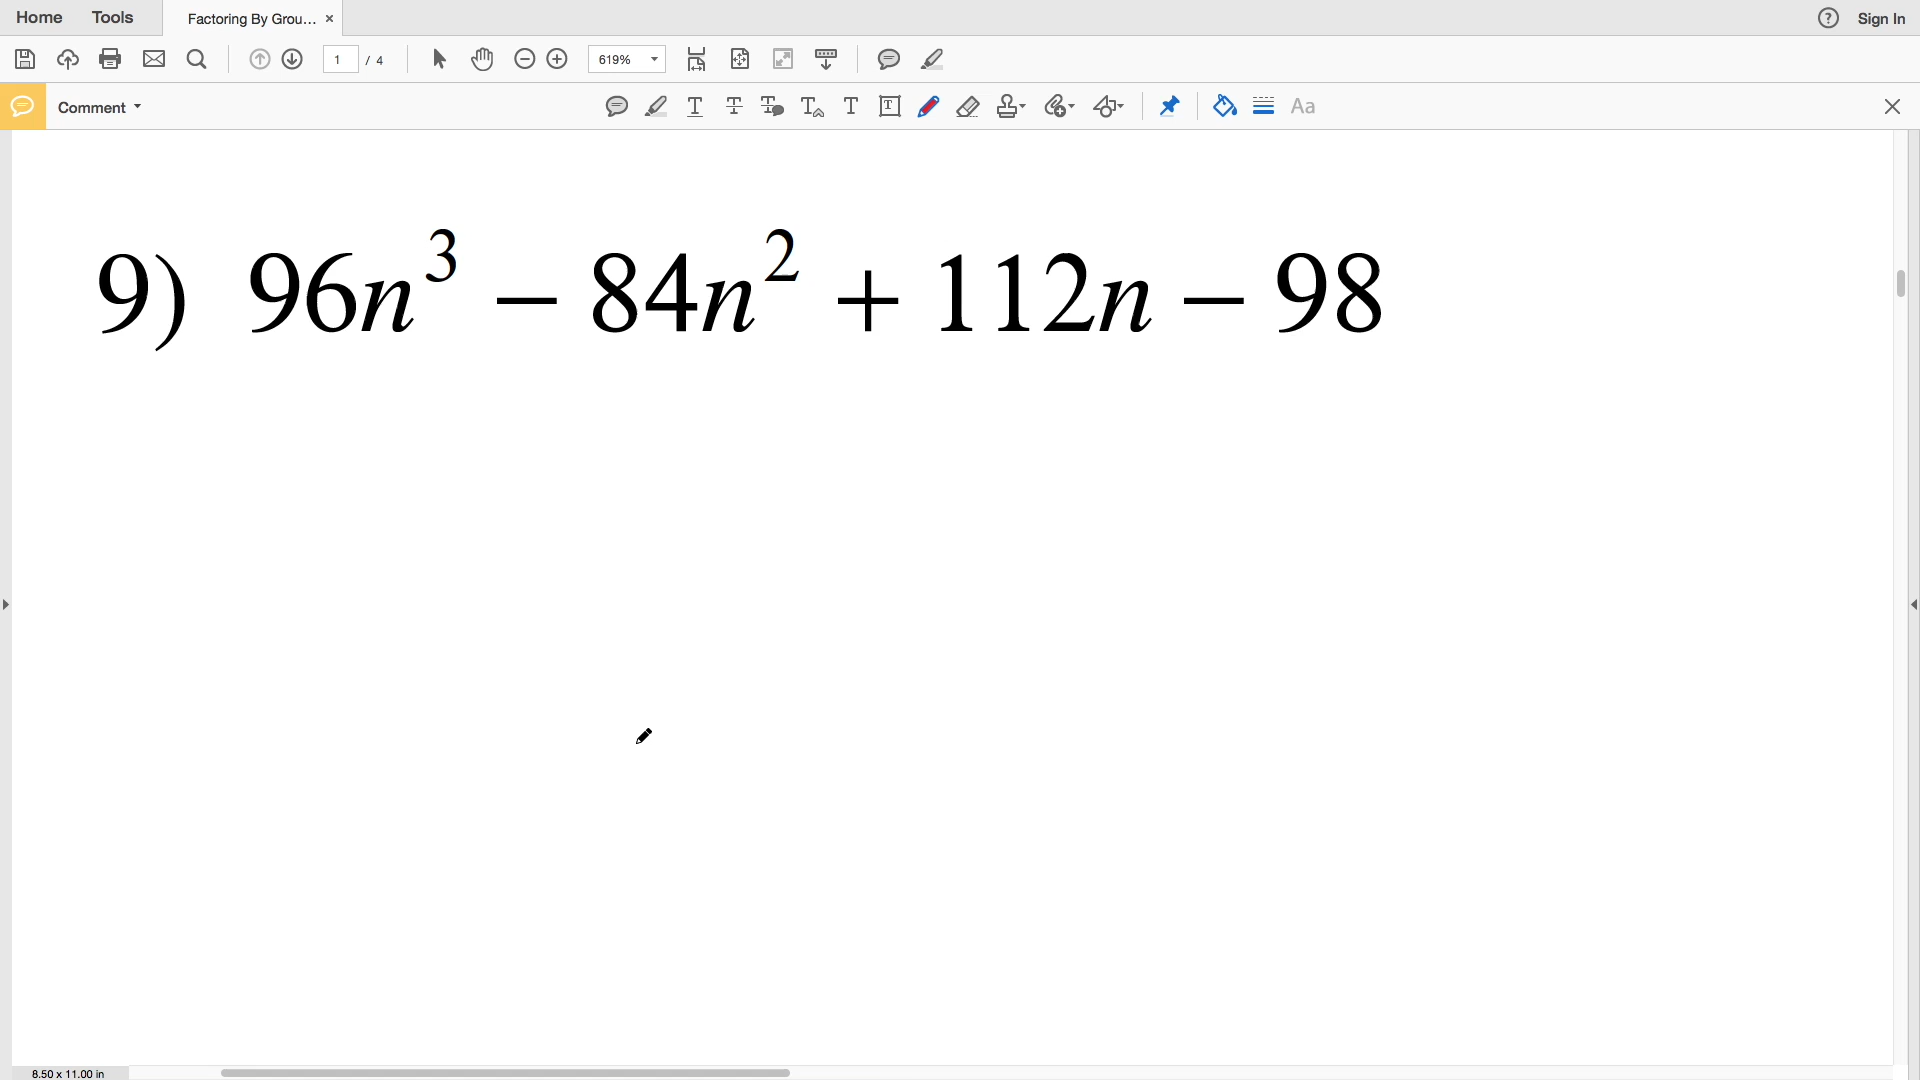 Home Tools Factoring By Grou... × ? Sign In
1 / 4 619%
Comment Aa
9) 96n³ − 84n² + 112n − 98
8.50 x 11.00 in